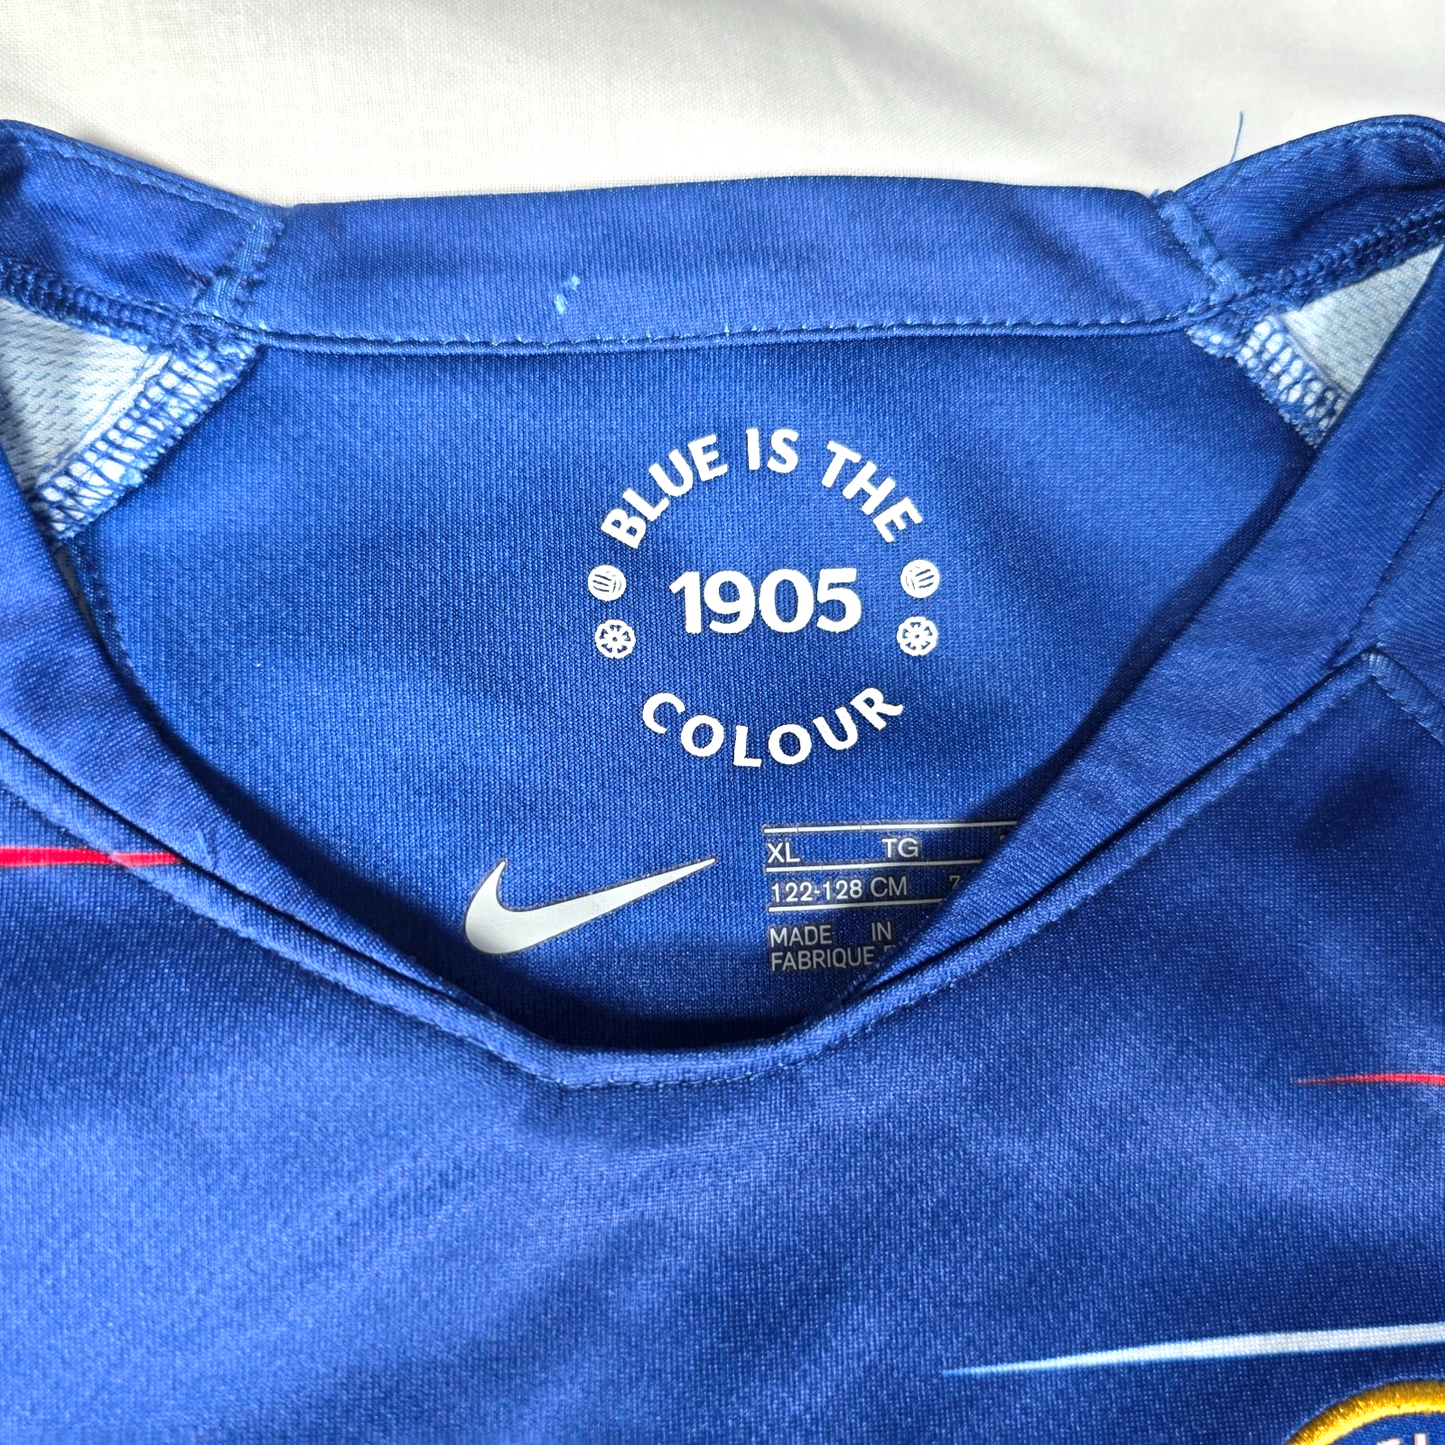 BLUE IS THE
1905
COLOUR
XL TG
122-128 CM
MADE IN
FABRIQUE